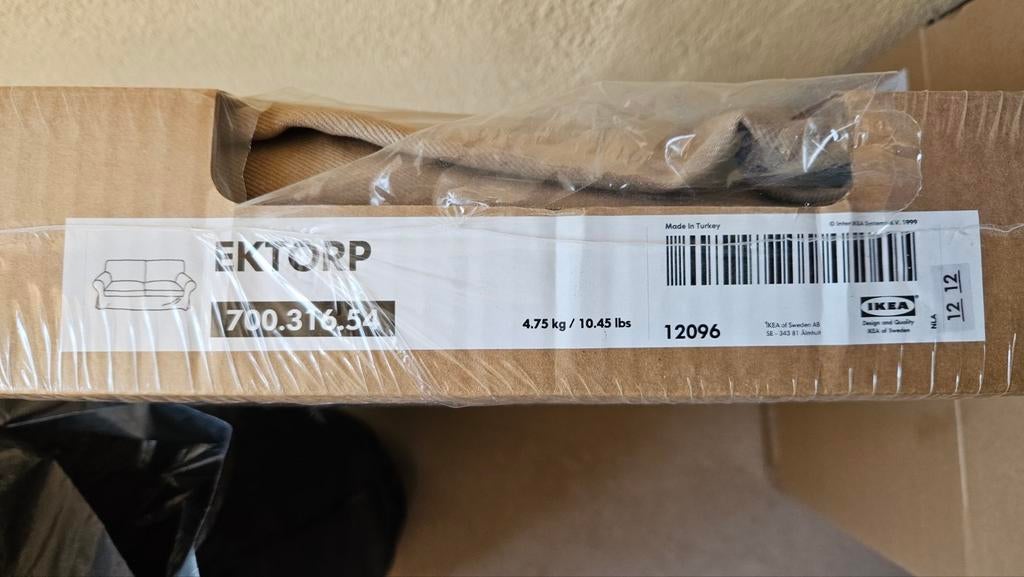 EKTORP
700.316.54
4.75 kg / 10.45 lbs
Made in Turkey
© Inter IKEA Systems B.V. 1999
12096
IKEA of Sweden AB
SE - 343 81 Älmhult
IKEA
Design and Quality
IKEA of Sweden
NLA
12 12